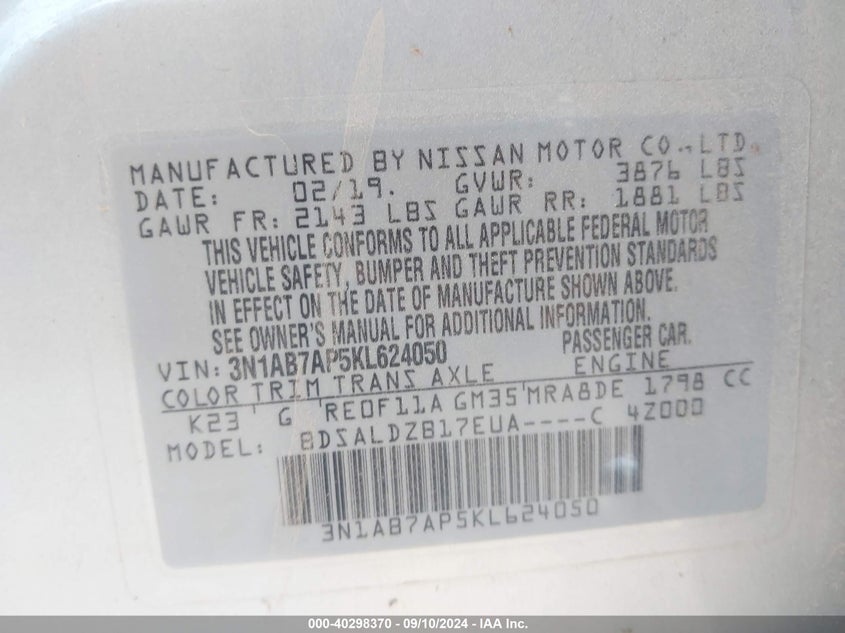 MANUFACTURED BY NISSAN MOTOR CO.,LTD.
DATE: 02/19. GVWR: 3876 LBS
GAWR FR: 2143 LBS GAWR RR: 1881 LBS
THIS VEHICLE CONFORMS TO ALL APPLICABLE FEDERAL MOTOR
VEHICLE SAFETY, BUMPER AND THEFT PREVENTION STANDARDS
IN EFFECT ON THE DATE OF MANUFACTURE SHOWN ABOVE.
SEE OWNER'S MANUAL FOR ADDITIONAL INFORMATION.
VIN: 3N1AB7AP5KL624050 PASSENGER CAR.
COLOR TRIM TRANS AXLE ENGINE
K23 G RE0F11A GM35 MRA8DE 1798 CC
MODEL: BDSALDZB17EUA----C 4Z000
3N1AB7AP5KL624050
000-40298370 - 09/10/2024 - IAA Inc.